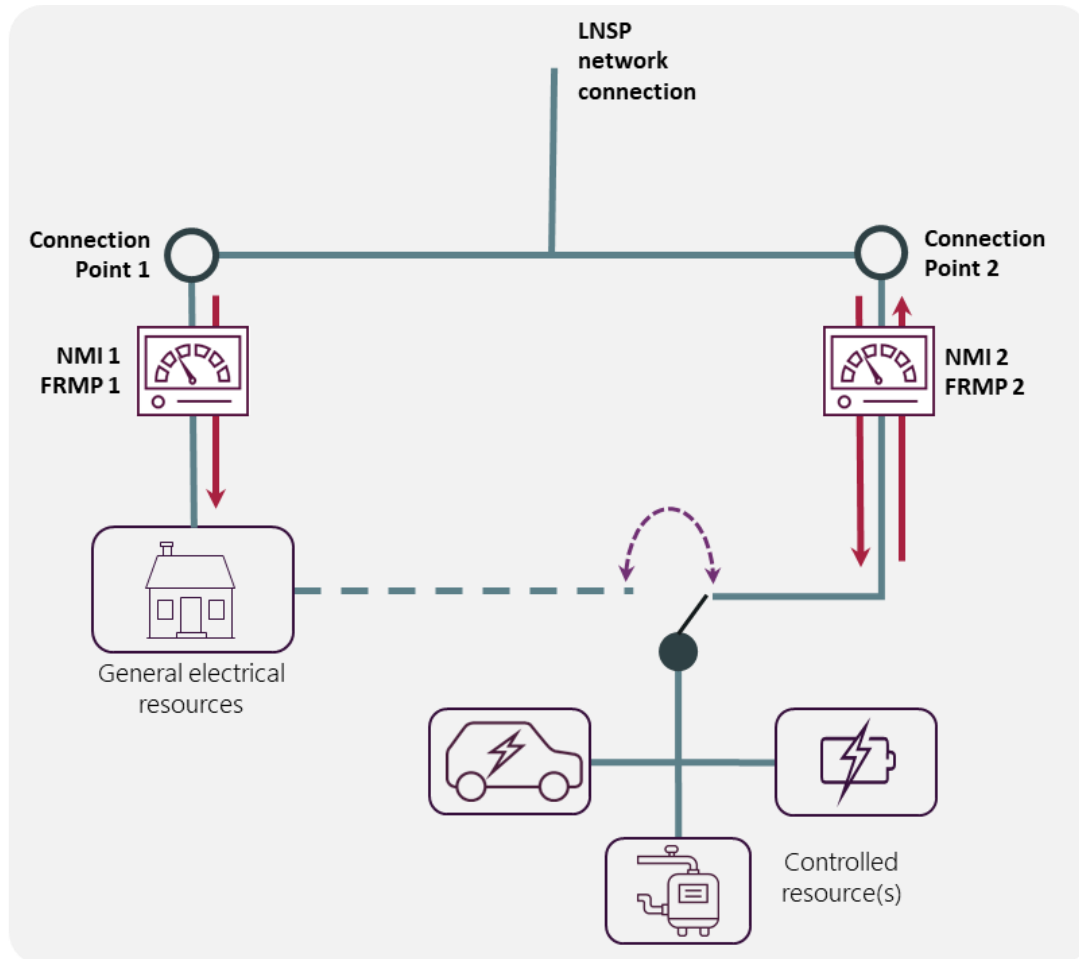 LNSP
network
connection
Connection
Point 1
Connection
Point 2
NMI 1
FRMP 1
NMI 2
FRMP 2
General electrical
resources
Controlled
resource(s)